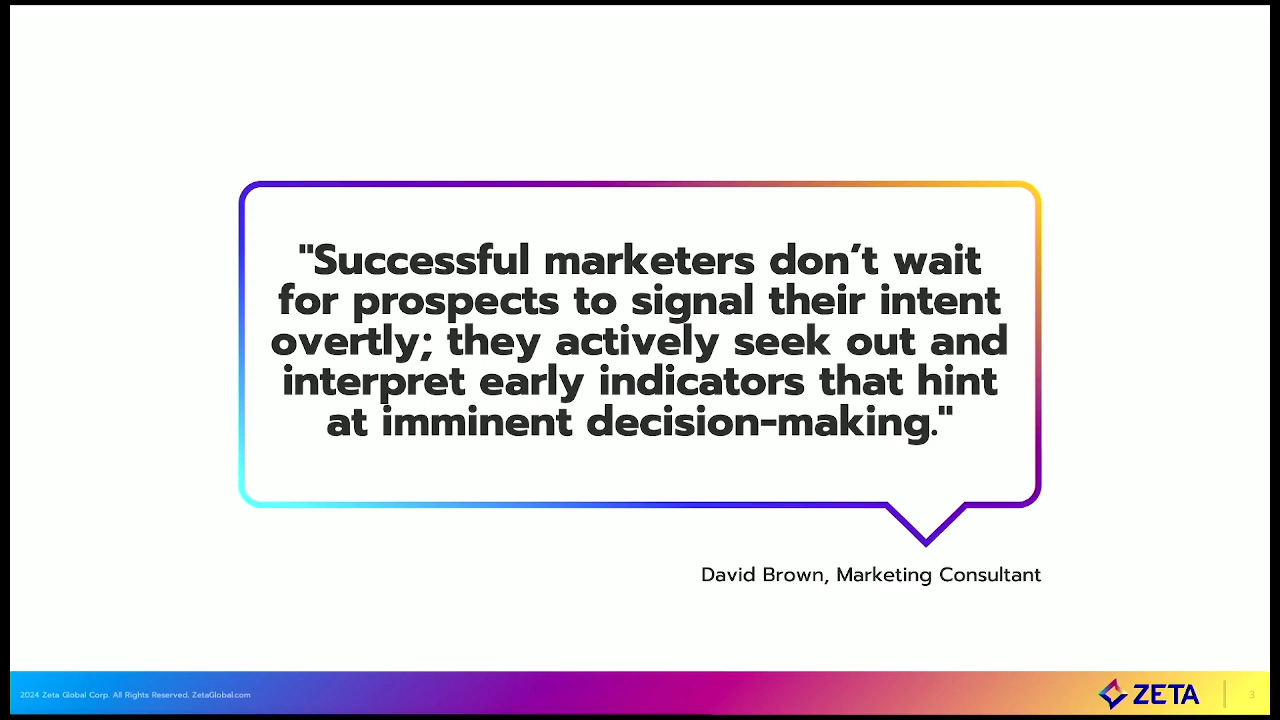 "Successful marketers don’t wait
for prospects to signal their intent
overtly; they actively seek out and
interpret early indicators that hint
at imminent decision-making."
David Brown, Marketing Consultant
2024 Zeta Global Corp. All Rights Reserved. ZetaGlobal.com
ZETA
3